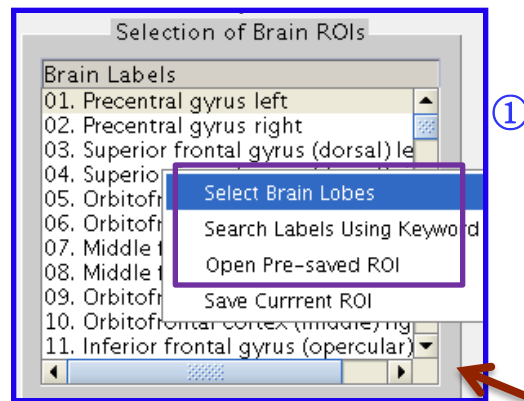 Selection of Brain ROIs
Brain Labels
01. Precentral gyrus left
①
02. Precentral gyrus right
03. Superior frontal gyrus (dorsal) le
04. Superio
Select Brain Lobes
05. Orbitofr
06. Orbitofr
Search Labels Using Keyword
07. Middle f
Open Pre-saved ROI
08. Middle f
09. Orbitofr
Save Currrent ROI
10. Orbitofrontal cortex (middle) rig
11. Inferior frontal gyrus (opercular)